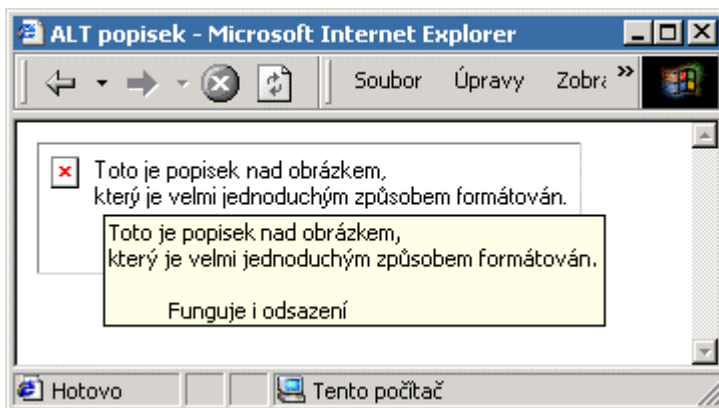 ALT popisek - Microsoft Internet Explorer
Soubor Úpravy Zobra »
Toto je popisek nad obrázkem,
který je velmi jednoduchým způsobem formátován.
Toto je popisek nad obrázkem,
který je velmi jednoduchým způsobem formátován.
Funguje i odsazení
Hotovo Tento počítač